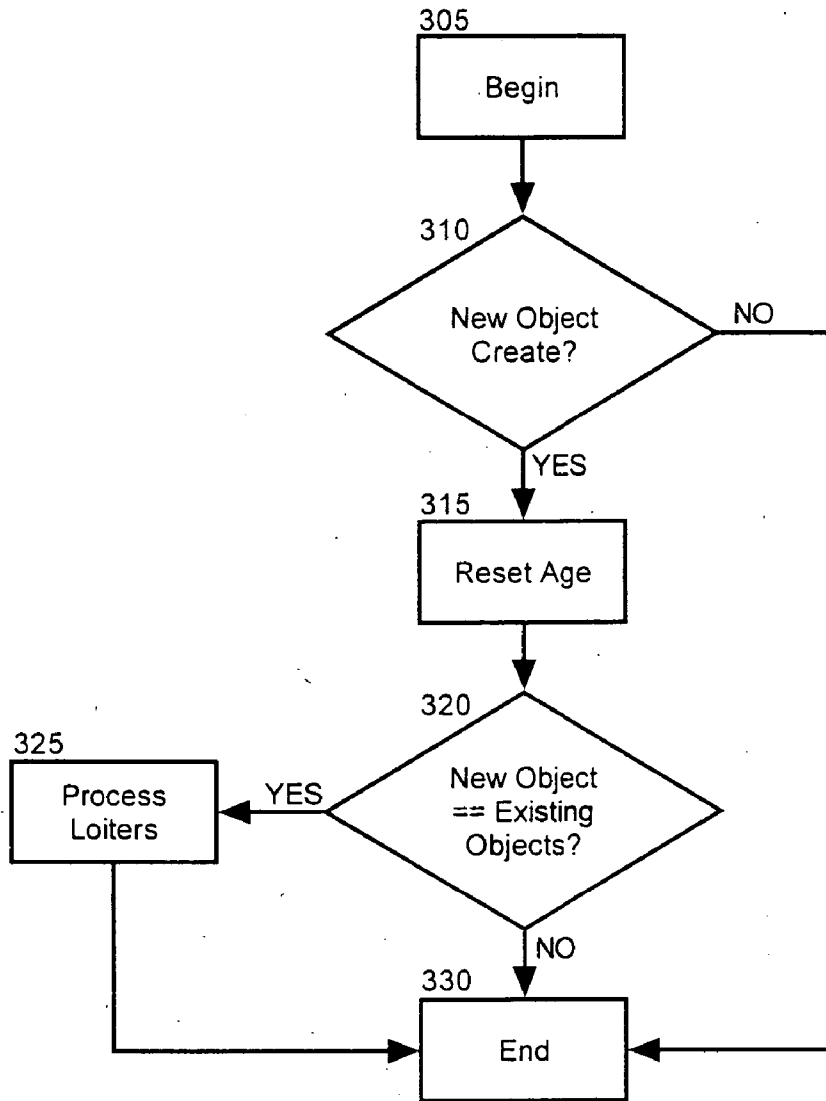 305
Begin
310
New Object
Create?
NO
YES
315
Reset Age
320
New Object
== Existing
Objects?
YES
325
Process
Loiters
NO
330
End